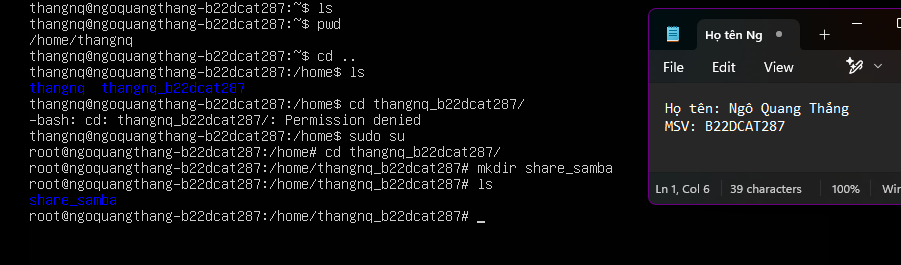 thangnq@ngoquangthang-b22dcat287:~$ ls
thangnq@ngoquangthang-b22dcat287:~$ pwd
/home/thangnq
thangnq@ngoquangthang-b22dcat287:~$ cd ..
thangnq@ngoquangthang-b22dcat287:/home$ ls
thangnq  thangnq_b22dcat287
thangnq@ngoquangthang-b22dcat287:/home$ cd thangnq_b22dcat287/
-bash: cd: thangnq_b22dcat287/: Permission denied
thangnq@ngoquangthang-b22dcat287:/home$ sudo su
root@ngoquangthang-b22dcat287:/home# cd thangnq_b22dcat287/
root@ngoquangthang-b22dcat287:/home/thangnq_b22dcat287# mkdir share_samba
root@ngoquangthang-b22dcat287:/home/thangnq_b22dcat287# ls
share_samba
root@ngoquangthang-b22dcat287:/home/thangnq_b22dcat287# _
Họ tên Ng
File Edit View
Họ tên: Ngô Quang Thắng
MSV: B22DCAT287
Ln 1, Col 6 39 characters 100% Win